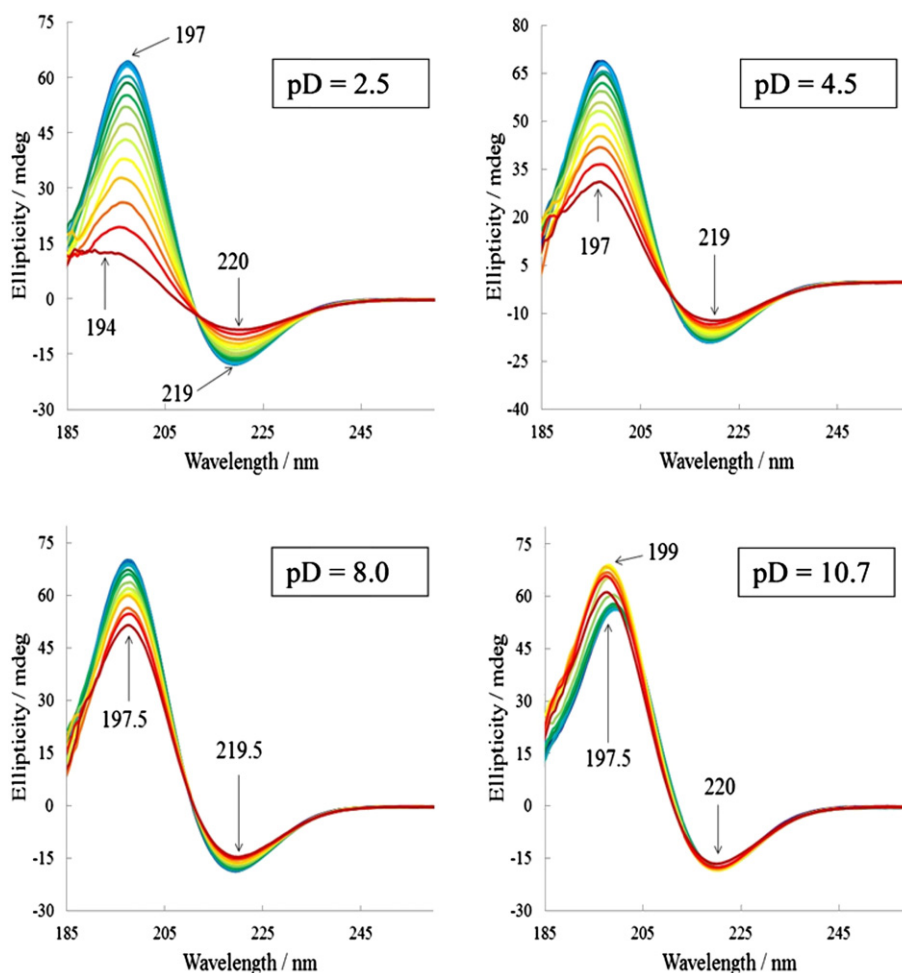 75
60
45
30
15
0
-15
-30
Ellipticity / mdeg
197
pD = 2.5
194
220
219
185 205 225 245
Wavelength / nm
80
65
50
35
20
5
-10
-25
-40
Ellipticity / mdeg
pD = 4.5
197
219
185 205 225 245
Wavelength / nm
75
60
45
30
15
0
-15
-30
Ellipticity / mdeg
pD = 8.0
197.5
219.5
185 205 225 245
Wavelength / nm
75
60
45
30
15
0
-15
-30
Ellipticity / mdeg
199
pD = 10.7
197.5
220
185 205 225 245
Wavelength / nm